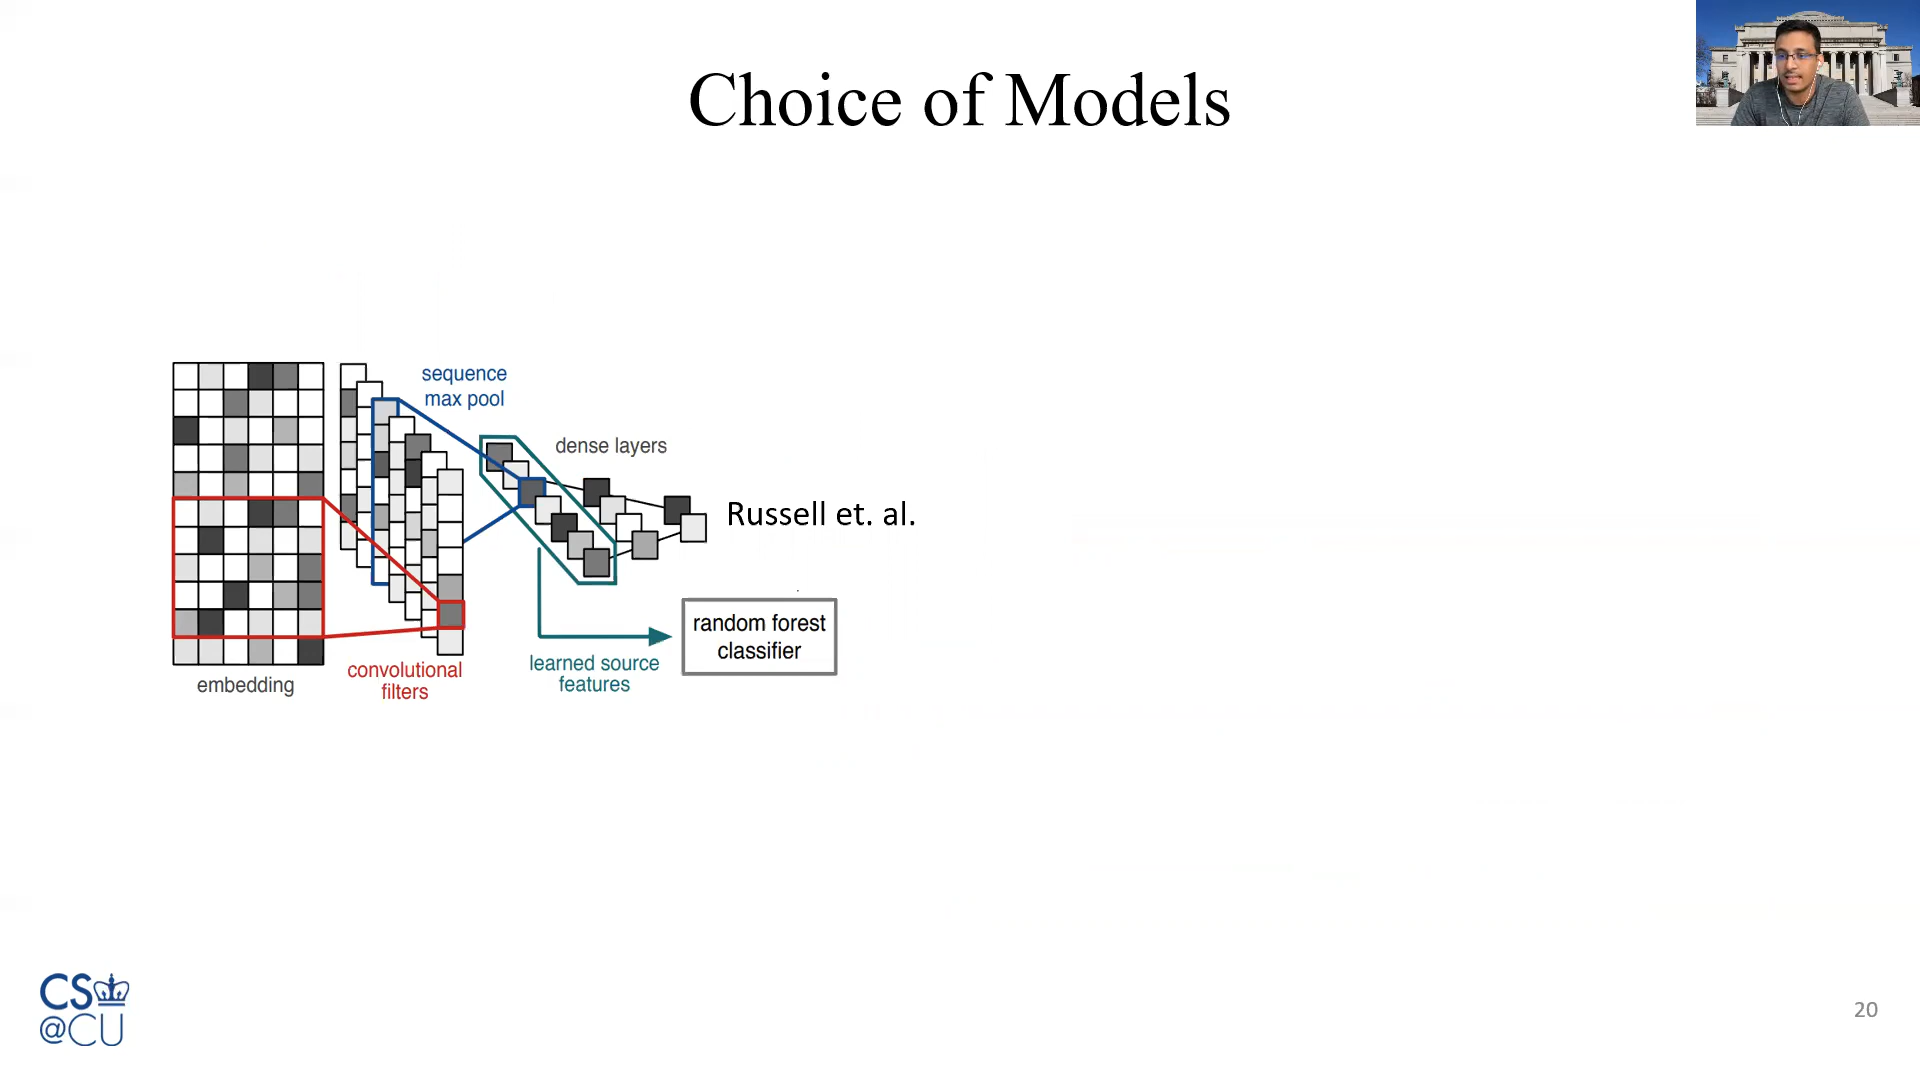 Choice of Models
sequence
max pool
dense layers
Russell et. al.
random forest
classifier
learned source
features
convolutional
filters
embedding
CS
@CU
20